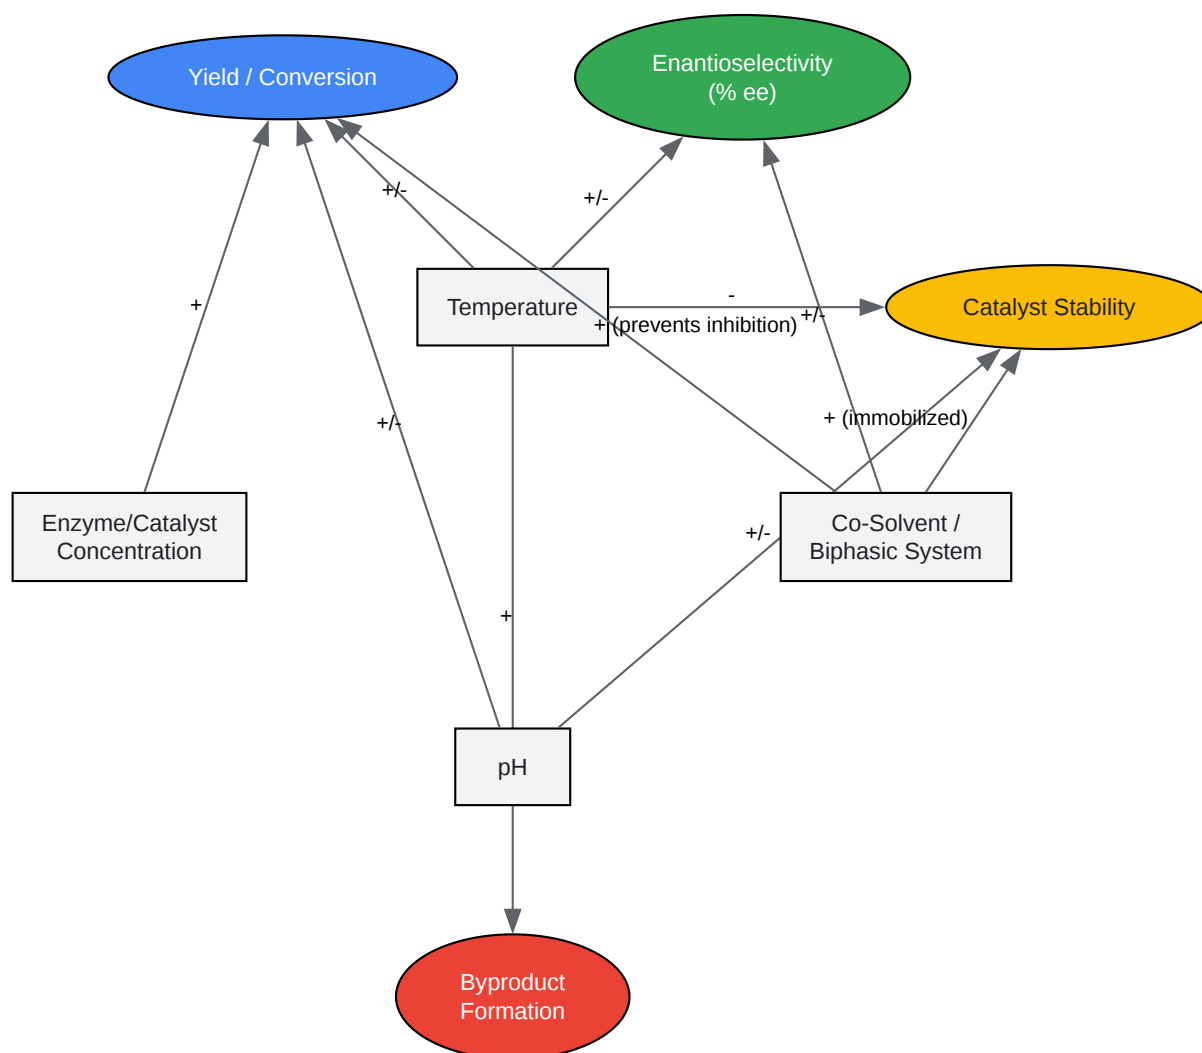 Yield / Conversion
Enantioselectivity
(% ee)
+/-
+/-
+
Temperature
-
+ (prevents inhibition)
+/-
Catalyst Stability
+/-
+ (immobilized)
Enzyme/Catalyst
Concentration
+/-
Co-Solvent /
Biphasic System
+
pH
Byproduct
Formation